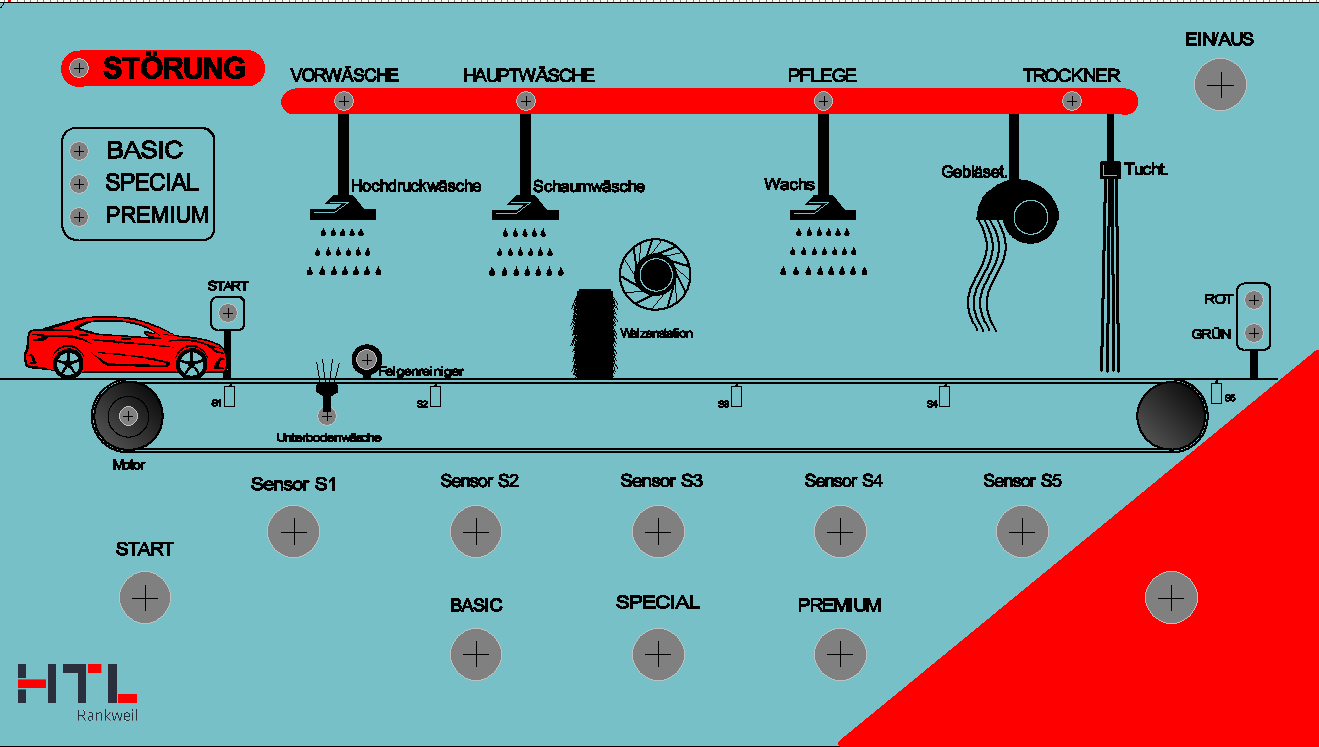 STÖRUNG
VORWÄSCHE
HAUPTWÄSCHE
PFLEGE
TROCKNER
EIN/AUS
BASIC
SPECIAL
PREMIUM
Hochdruckwäsche
Schaumwäsche
Wachs
Gebläset.
Tucht.
START
Walzenstation
ROT
GRÜN
Felgenreiniger
S1
S2
S3
S4
S5
Unterbodenwäsche
Motor
Sensor S1
Sensor S2
Sensor S3
Sensor S4
Sensor S5
START
BASIC
SPECIAL
PREMIUM
HTL
Rankweil